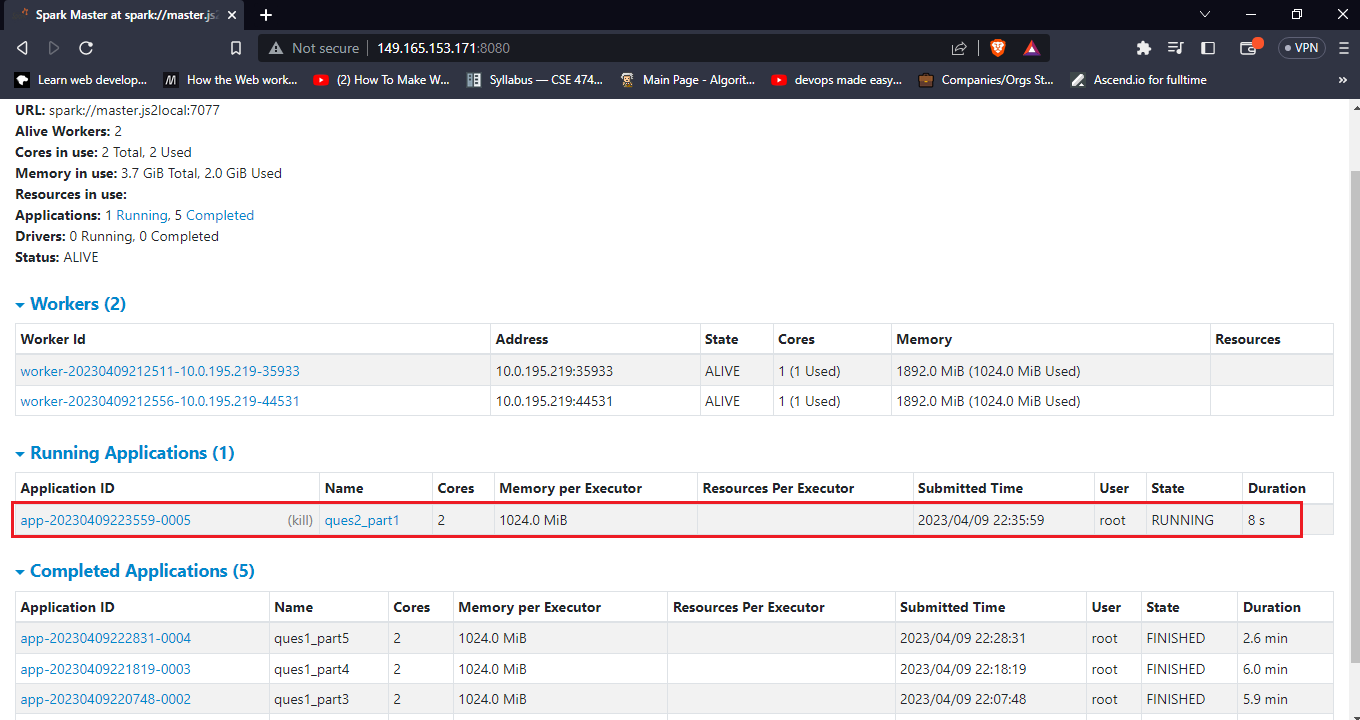 Spark Master at spark://master.js2
Not secure 149.165.153.171:8080
VPN
Learn web develop... How the Web work... (2) How To Make W... Syllabus — CSE 474... Main Page - Algorit... devops made easy... Companies/Orgs St... Ascend.io for fulltime »
URL: spark://master.js2local:7077
Alive Workers: 2
Cores in use: 2 Total, 2 Used
Memory in use: 3.7 GiB Total, 2.0 GiB Used
Resources in use:
Applications: 1 Running, 5 Completed
Drivers: 0 Running, 0 Completed
Status: ALIVE
Workers (2)
Worker Id Address State Cores Memory Resources
worker-20230409212511-10.0.195.219-35933 10.0.195.219:35933 ALIVE 1 (1 Used) 1892.0 MiB (1024.0 MiB Used)
worker-20230409212556-10.0.195.219-44531 10.0.195.219:44531 ALIVE 1 (1 Used) 1892.0 MiB (1024.0 MiB Used)
Running Applications (1)
Application ID Name Cores Memory per Executor Resources Per Executor Submitted Time User State Duration
app-20230409223559-0005 (kill) ques2_part1 2 1024.0 MiB 2023/04/09 22:35:59 root RUNNING 8 s
Completed Applications (5)
Application ID Name Cores Memory per Executor Resources Per Executor Submitted Time User State Duration
app-20230409222831-0004 ques1_part5 2 1024.0 MiB 2023/04/09 22:28:31 root FINISHED 2.6 min
app-20230409221819-0003 ques1_part4 2 1024.0 MiB 2023/04/09 22:18:19 root FINISHED 6.0 min
app-20230409220748-0002 ques1_part3 2 1024.0 MiB 2023/04/09 22:07:48 root FINISHED 5.9 min